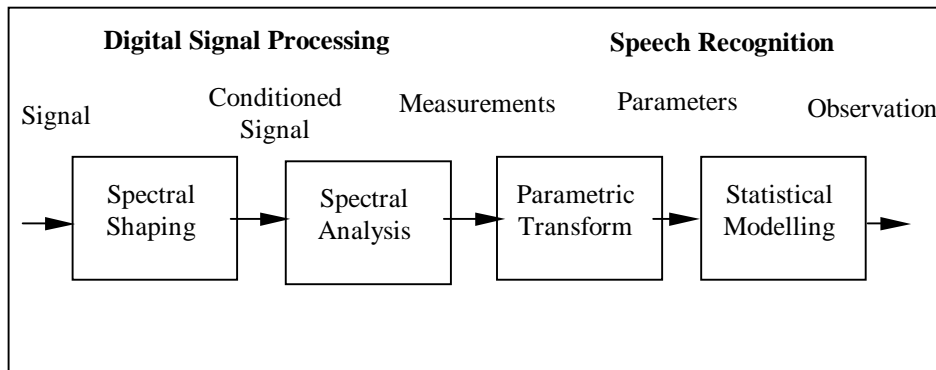 Digital Signal Processing
Speech Recognition
Signal
Conditioned
Signal
Measurements
Parameters
Observation
Spectral
Shaping
Spectral
Analysis
Parametric
Transform
Statistical
Modelling